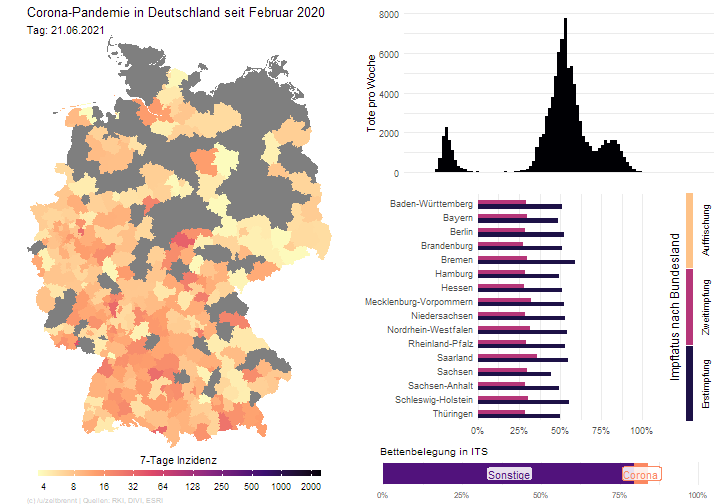 Corona-Pandemie in Deutschland seit Februar 2020
Tag: 21.06.2021
7-Tage Inzidenz
4 8 16 32 64 126 250 500 1000 2000
(c) /u/zeitbremt | Quellen: RKI, DIVI, ESRI
Tote pro Woche
8000
6000
4000
2000
0
Baden-Württemberg
Bayern
Berlin
Brandenburg
Bremen
Hamburg
Hessen
Mecklenburg-Vorpommern
Niedersachsen
Nordrhein-Westfalen
Rheinland-Pfalz
Saarland
Sachsen
Sachsen-Anhalt
Schleswig-Holstein
Thüringen
0% 25% 50% 75% 100%
Impfstatus nach Bundesland
Auffrischung
Zweitimpfung
Erstimpfung
Bettenbelegung in ITS
Sonstige
Corona
0% 25% 50% 75% 100%